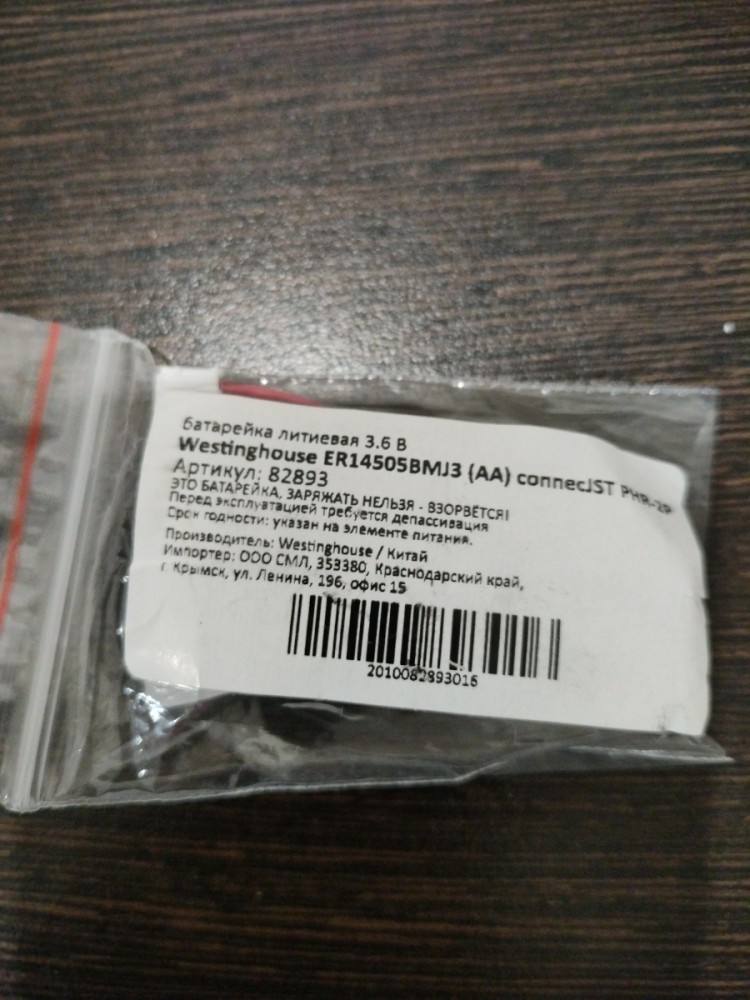 батарейка литиевая 3.6 В
Westinghouse ER14505BMJ3 (AA) connecJST PHR-2P
Артикул: 82893
ЭТО БАТАРЕЙКА, ЗАРЯЖАТЬ НЕЛЬЗЯ - ВЗОРВЕТСЯ!
Перед эксплуатацией требуется депассивация
Срок годности: указан на элементе питания.
Производитель: Westinghouse / Китай
Импортер: ООО СМЛ, 353380, Краснодарский край,
г. Крымск, ул. Ленина, 196, офис 15
2010082893016